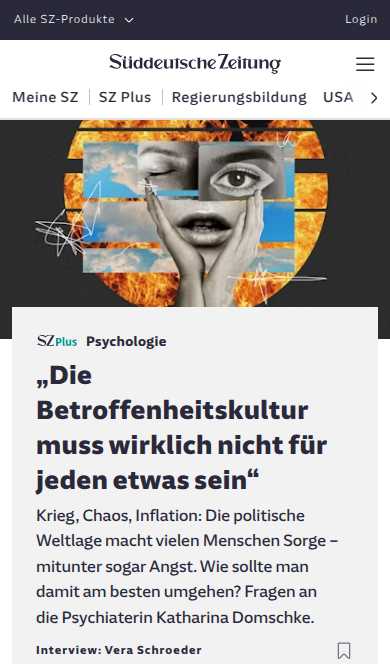 Alle SZ-Produkte
Login
Süddeutsche Zeitung
Meine SZ
SZ Plus
Regierungsbildung
USA
SZ Plus Psychologie
„Die
Betroffenheitskultur
muss wirklich nicht für
jeden etwas sein“
Krieg, Chaos, Inflation: Die politische
Weltlage macht vielen Menschen Sorge –
mitunter sogar Angst. Wie sollte man
damit am besten umgehen? Fragen an
die Psychiaterin Katharina Domschke.
Interview: Vera Schroeder